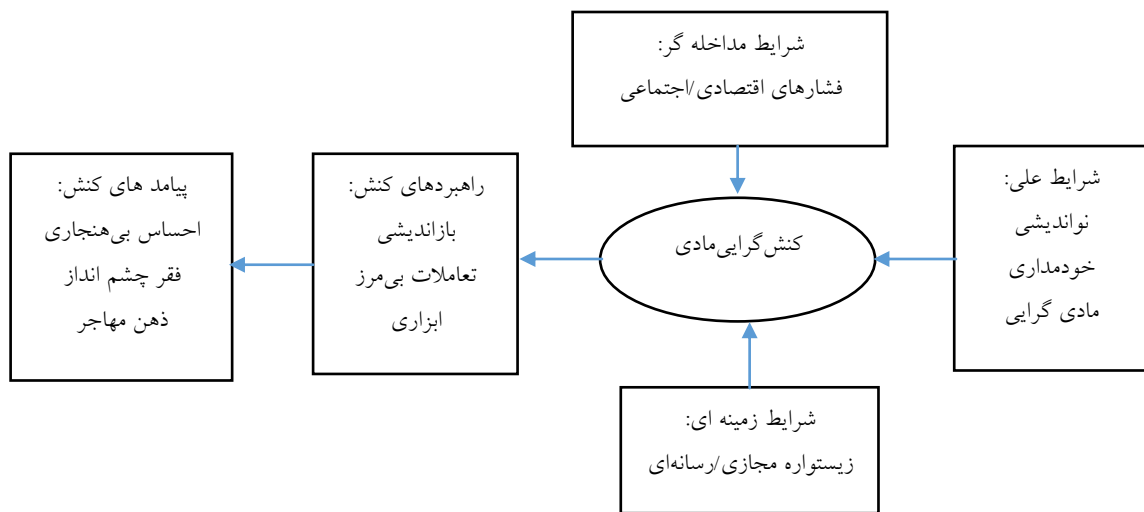 شرایط مداخله گر:
فشارهای اقتصادی/اجتماعی
شرایط علی:
نواندیشی
خودمداری
مادی گرایی
کنش‌گرایی‌مادی
راهبردهای کنش:
بازاندیشی
تعاملات بی‌مرز
ابزاری
پیامد های کنش:
احساس بی‌هنجاری
فقر چشم انداز
ذهن مهاجر
شرایط زمینه ای:
زیستواره مجازی/رسانه‌ای